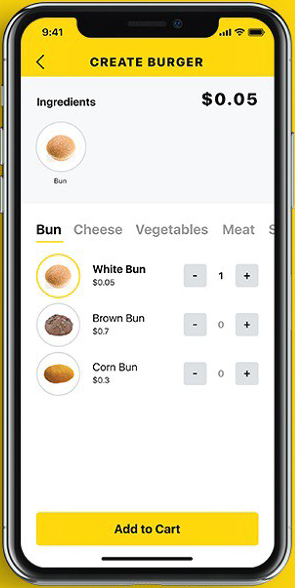 9:41
CREATE BURGER
Ingredients
$0.05
Bun
Bun Cheese Vegetables Meat S
White Bun
$0.05
- 1 +
Brown Bun
$0.7
- 0 +
Corn Bun
$0.3
- 0 +
Add to Cart